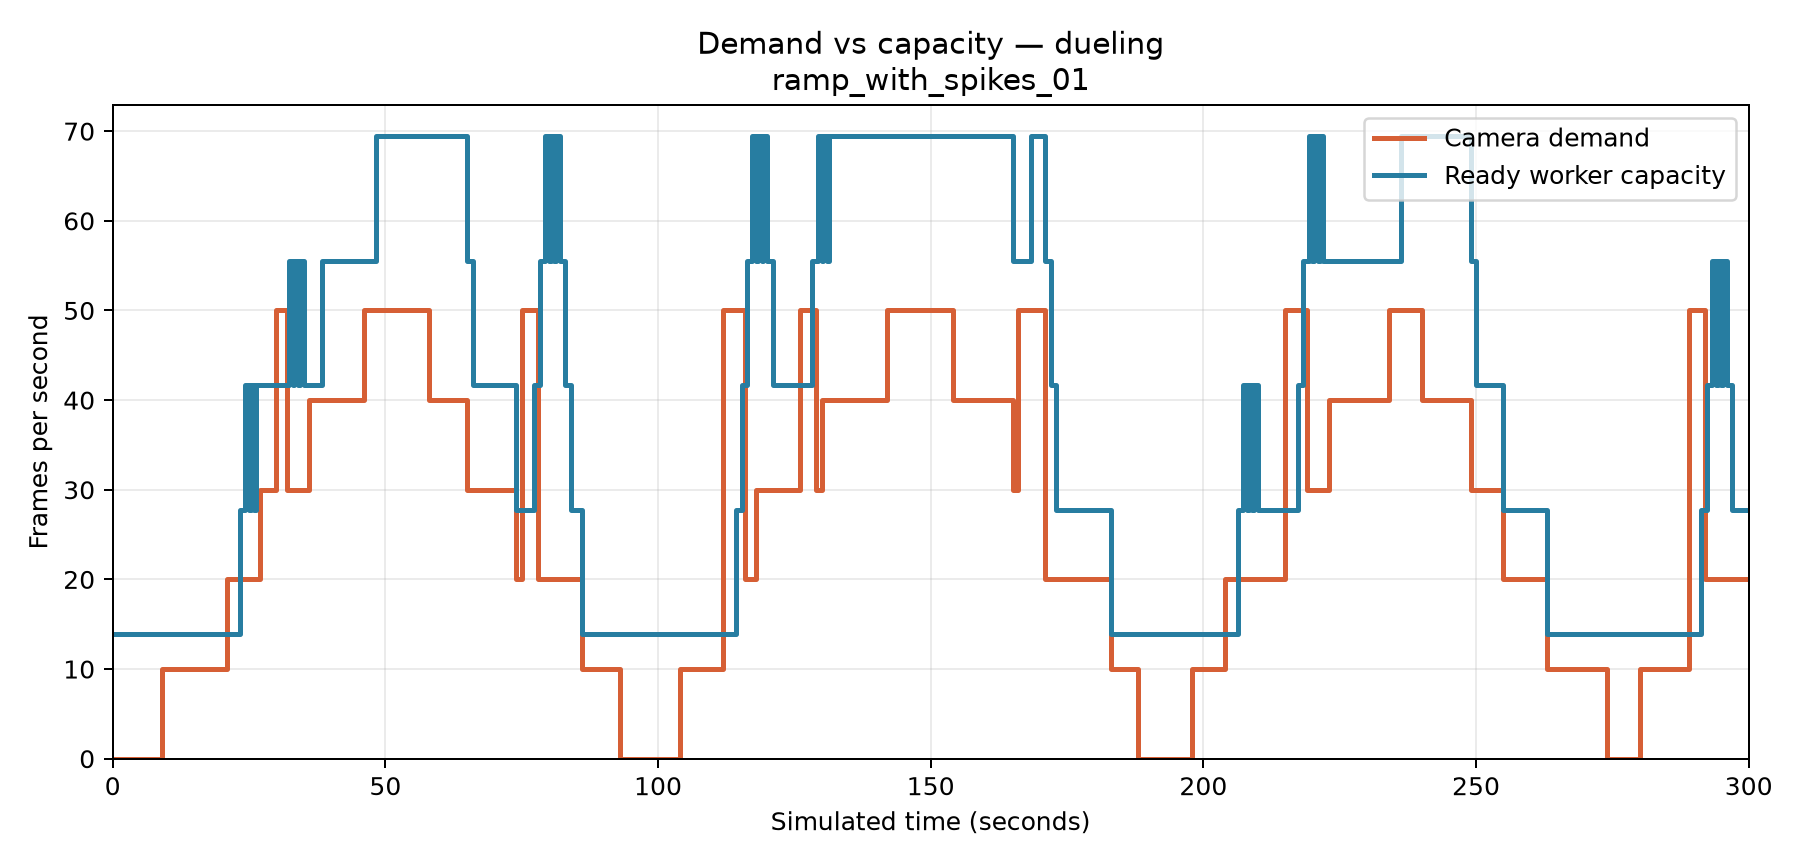 Demand vs capacity — dueling
ramp_with_spikes_01
Camera demand
Ready worker capacity
Frames per second
70
60
50
40
30
20
10
0
0 50 100 150 200 250 300
Simulated time (seconds)